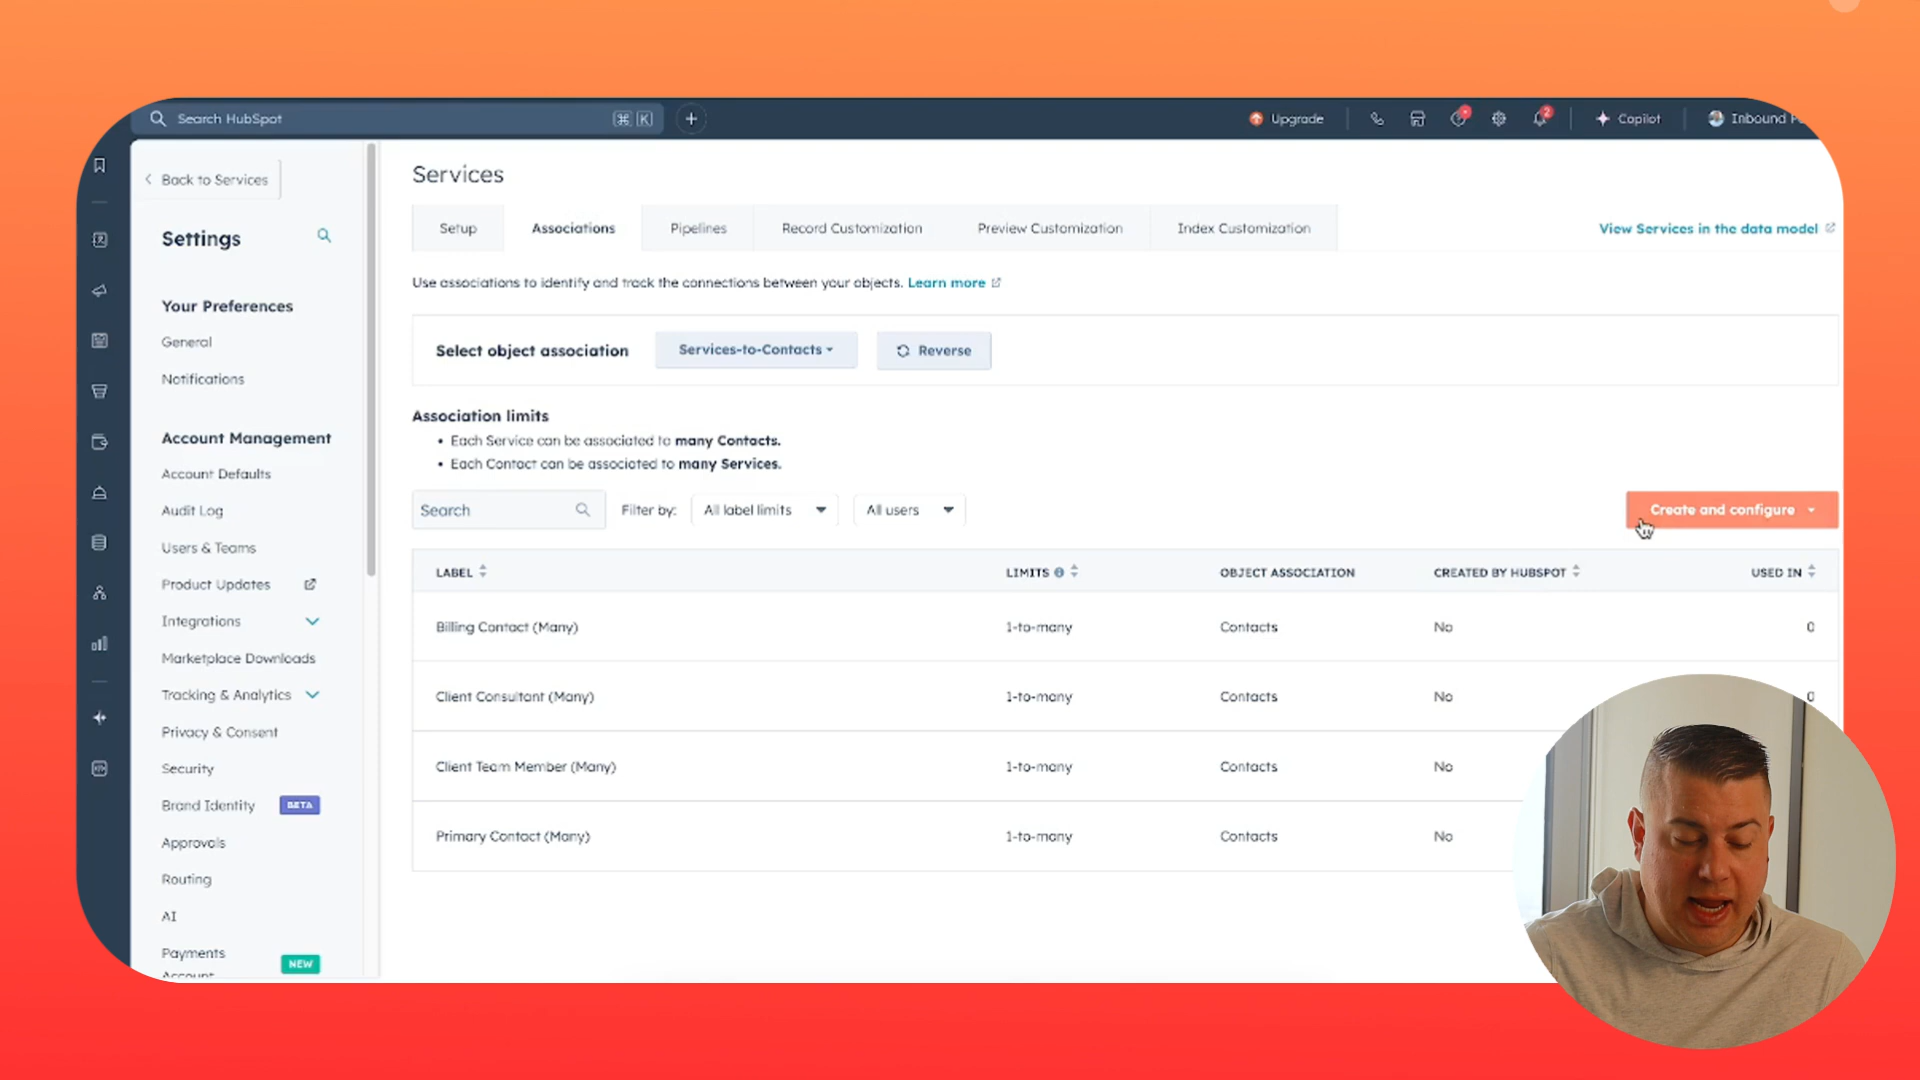 Search HubSpot
⌘ K
+
Upgrade
2
Copilot
Inbound
Back to Services
Settings
Your Preferences
General
Notifications
Account Management
Account Defaults
Audit Log
Users & Teams
Product Updates
Integrations
Marketplace Downloads
Tracking & Analytics
Privacy & Consent
Security
Brand Identity BETA
Approvals
Routing
AI
Payments NEW
Account
Services
Setup
Associations
Pipelines
Record Customization
Preview Customization
Index Customization
View Services in the data model
Use associations to identify and track the connections between your objects. Learn more
Select object association
Services-to-Contacts
Reverse
Association limits
• Each Service can be associated to many Contacts.
• Each Contact can be associated to many Services.
Search
Filter by:
All label limits
All users
Create and configure
LABEL LIMITS OBJECT ASSOCIATION CREATED BY HUBSPOT USED IN
Billing Contact (Many) 1-to-many Contacts No 0
Client Consultant (Many) 1-to-many Contacts No 0
Client Team Member (Many) 1-to-many Contacts No
Primary Contact (Many) 1-to-many Contacts No